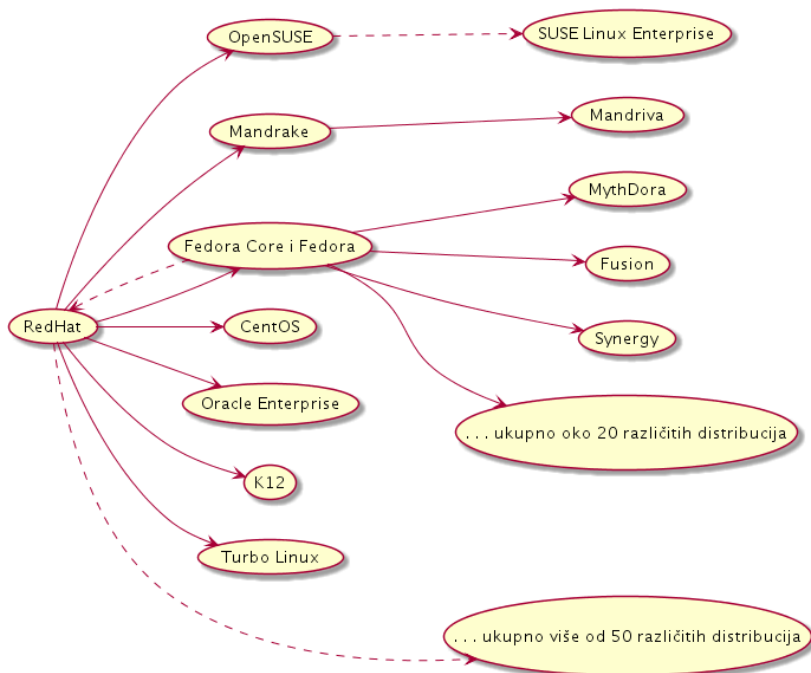 OpenSUSE
SUSE Linux Enterprise
Mandrake
Mandriva
MythDora
Fedora Core i Fedora
Fusion
RedHat
CentOS
Synergy
Oracle Enterprise
. . . ukupno oko 20 različitih distribucija
K12
Turbo Linux
. . . ukupno više od 50 različitih distribucija